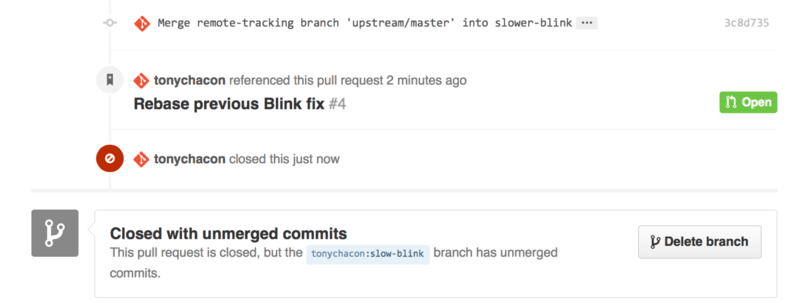 Merge remote-tracking branch 'upstream/master' into slower-blink ... 3c8d735
tonychacon referenced this pull request 2 minutes ago
Rebase previous Blink fix #4 Open
tonychacon closed this just now
Closed with unmerged commits
This pull request is closed, but the tonychacon:slow-blink branch has unmerged
commits.
Delete branch